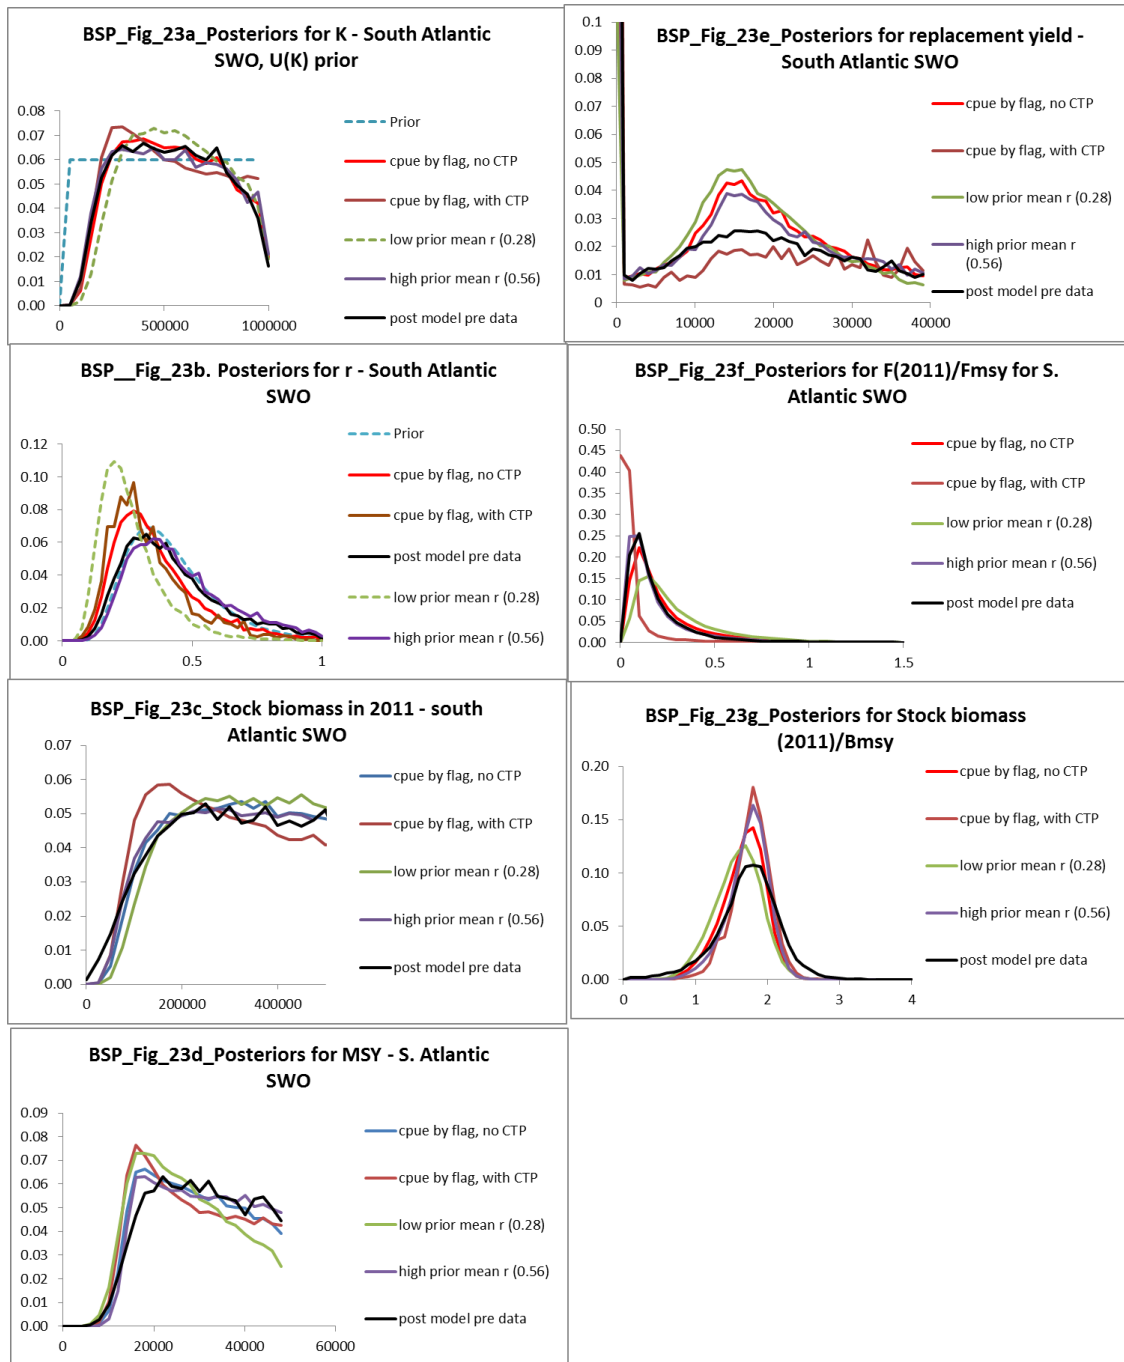 BSP_Fig_23a_Posteriors for K - South Atlantic
SWO, U(K) prior
0.08
0.07
0.06
0.05
0.04
0.03
0.02
0.01
0.00
0
500000
1000000
Prior
cpue by flag, no CTP
cpue by flag, with CTP
low prior mean r (0.28)
high prior mean r (0.56)
post model pre data
BSP_Fig_23e_Posteriors for replacement yield -
South Atlantic SWO
0.1
0.09
0.08
0.07
0.06
0.05
0.04
0.03
0.02
0.01
0
0
10000
20000
30000
40000
cpue by flag, no CTP
cpue by flag, with CTP
low prior mean r (0.28)
high prior mean r
(0.56)
post model pre data
BSP__Fig_23b. Posteriors for r - South Atlantic
SWO
0.12
0.10
0.08
0.06
0.04
0.02
0.00
0
0.5
1
Prior
cpue by flag, no CTP
cpue by flag, with CTP
post model pre data
low prior mean r (0.28)
high prior mean r (0.56)
BSP_Fig_23f_Posteriors for F(2011)/Fmsy for S.
Atlantic SWO
0.50
0.45
0.40
0.35
0.30
0.25
0.20
0.15
0.10
0.05
0.00
0
0.5
1
1.5
cpue by flag, no CTP
cpue by flag, with CTP
low prior mean r (0.28)
high prior mean r (0.56)
post model pre data
BSP_Fig_23c_Stock biomass in 2011 - south
Atlantic SWO
0.07
0.06
0.05
0.04
0.03
0.02
0.01
0.00
0
200000
400000
cpue by flag, no CTP
cpue by flag, with CTP
low prior mean r (0.28)
high prior mean r (0.56)
post model pre data
BSP_Fig_23g_Posteriors for Stock biomass
(2011)/Bmsy
0.20
0.15
0.10
0.05
0.00
0
1
2
3
4
cpue by flag, no CTP
cpue by flag, with CTP
low prior mean r (0.28)
high prior mean r (0.56)
post model pre data
BSP_Fig_23d_Posteriors for MSY - S. Atlantic
SWO
0.09
0.08
0.07
0.06
0.05
0.04
0.03
0.02
0.01
0.00
0
20000
40000
60000
cpue by flag, no CTP
cpue by flag, with CTP
low prior mean r (0.28)
high prior mean r (0.56)
post model pre data